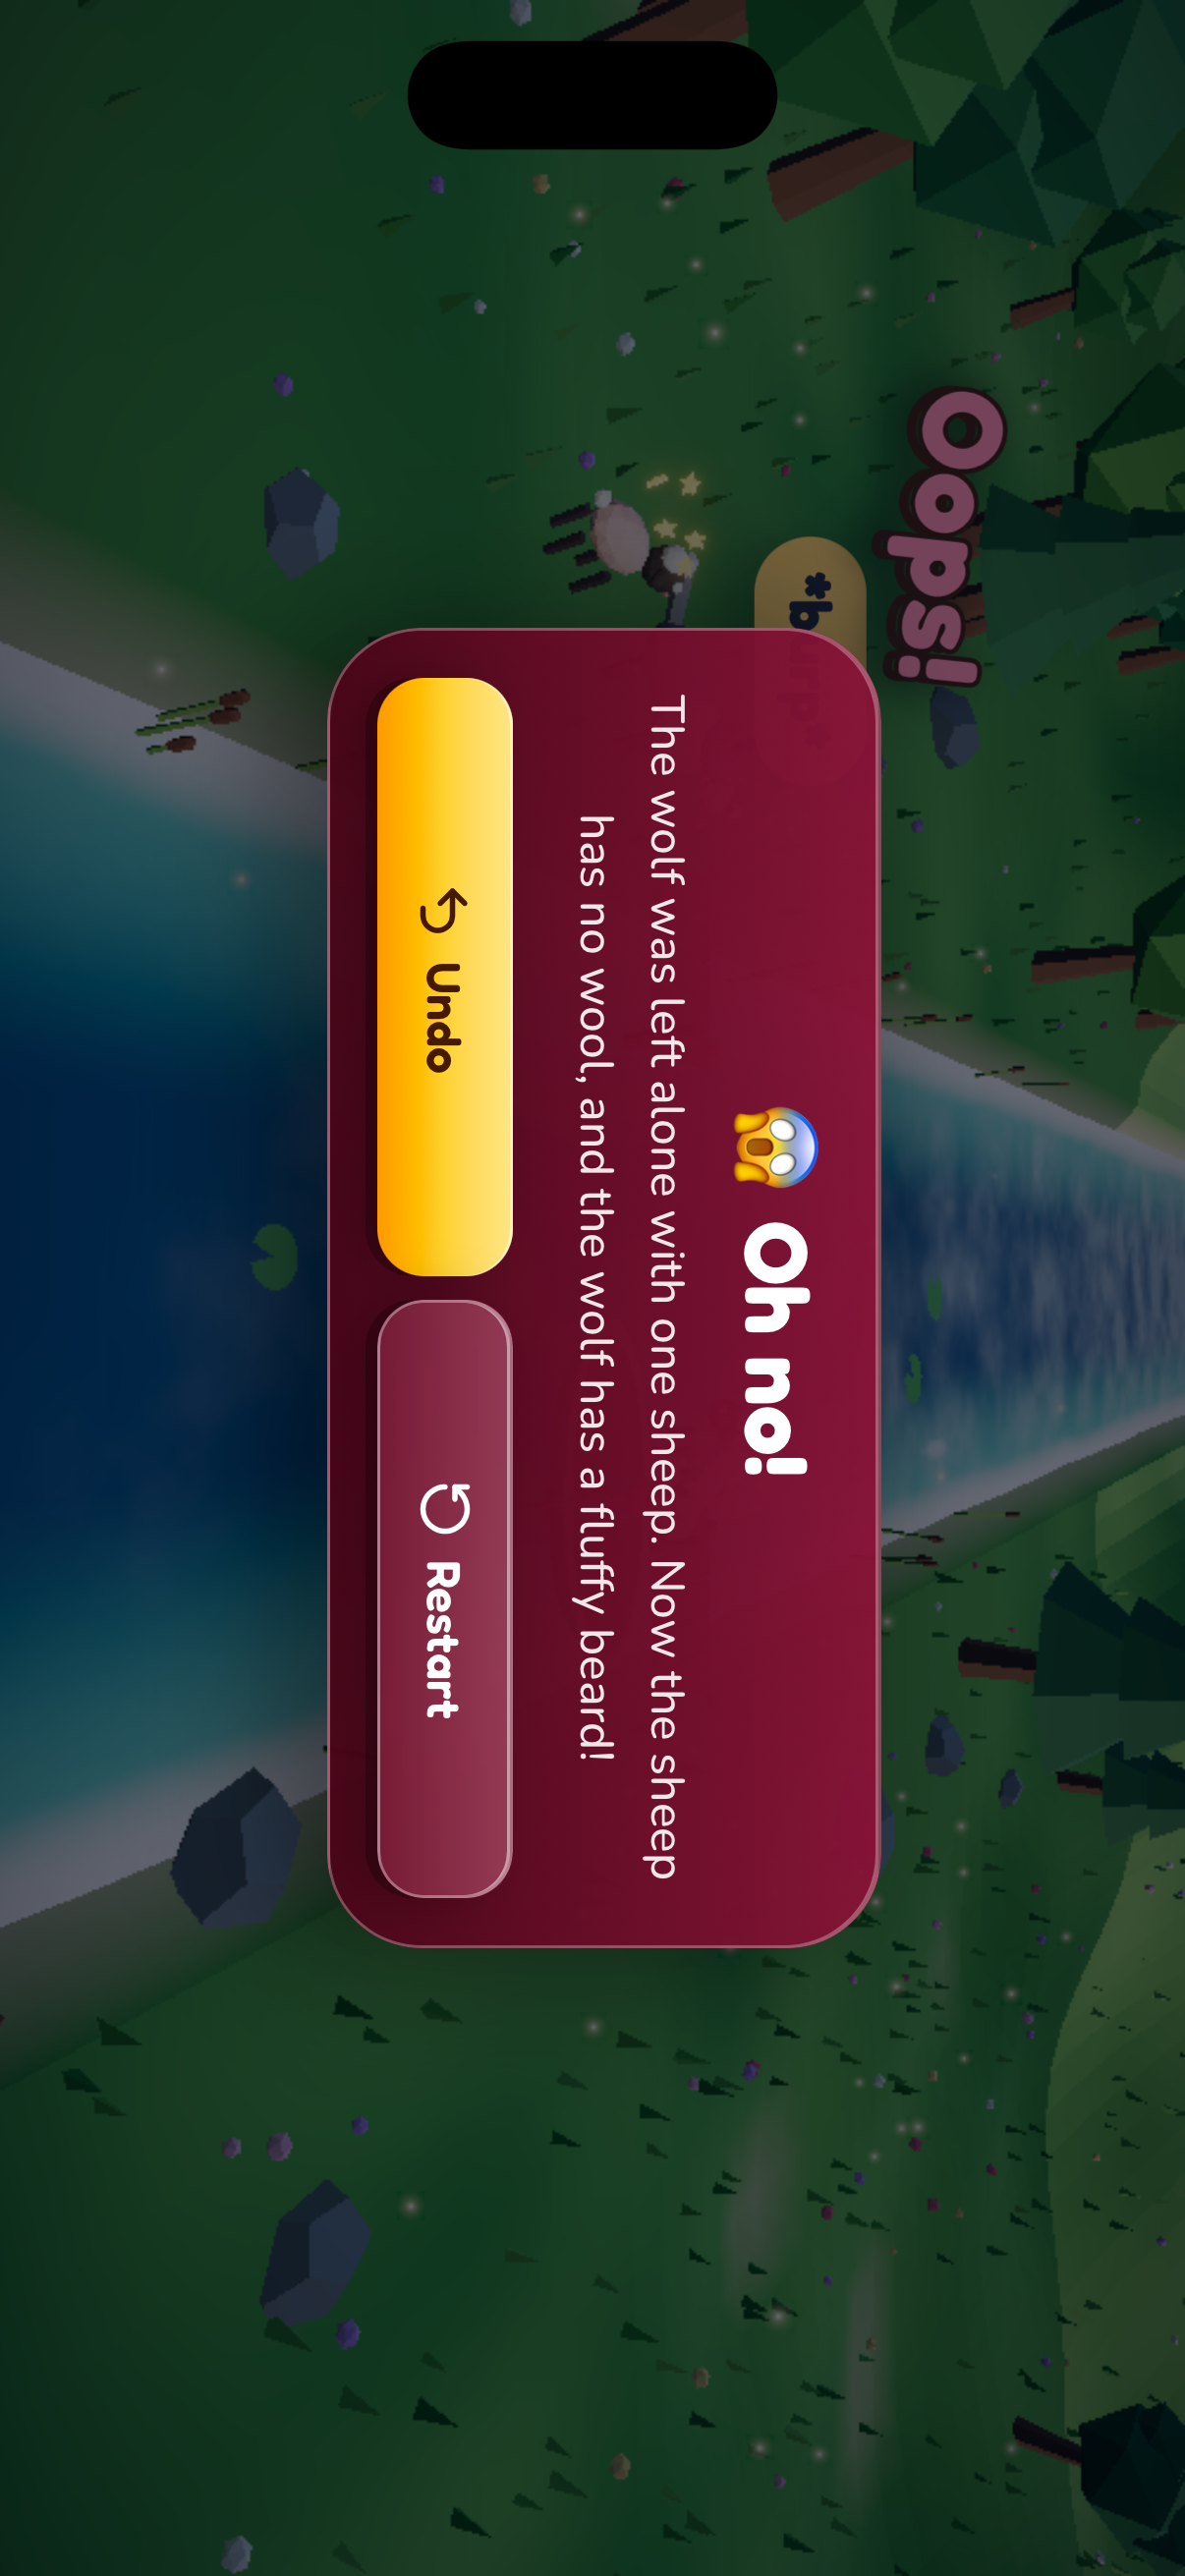 Oops!
*burp*
😱 Oh no!
The wolf was left alone with one sheep. Now the sheep
has no wool, and the wolf has a fluffy beard!
Undo
Restart